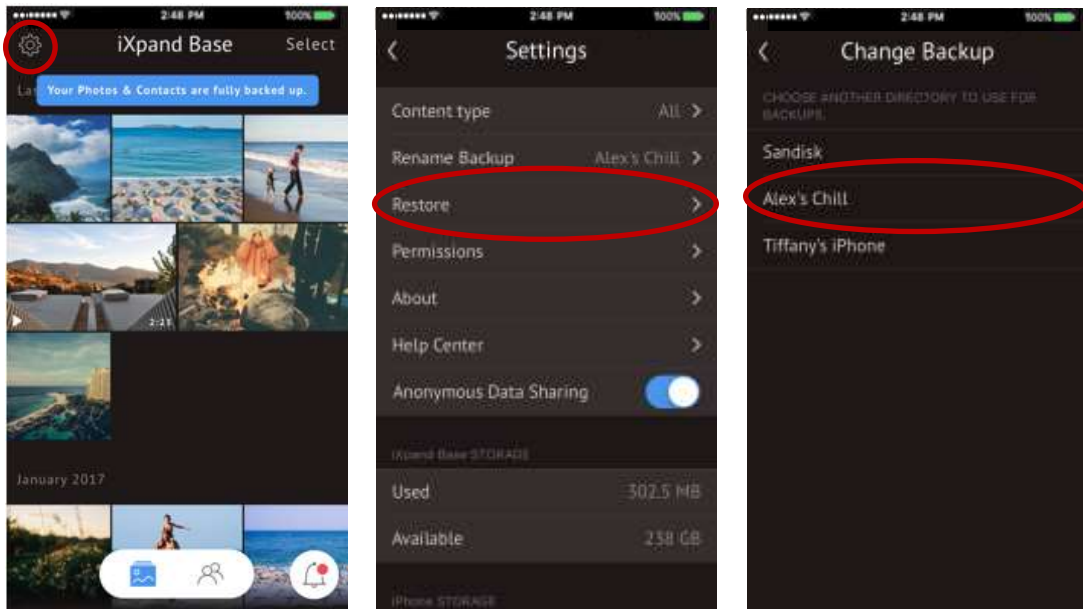 2:48 PM
100%
iXpand Base
Select
Your Photos & Contacts are fully backed up.
2:21
January 2017
2:48 PM
100%
Settings
Content type All
Rename Backup Alex's Chill
Restore
Permissions
About
Help Center
Anonymous Data Sharing
iXpand Base STORAGE
Used 302.5 MB
Available 238 GB
iPhone STORAGE
2:48 PM
100%
Change Backup
CHOOSE ANOTHER DIRECTORY TO USE FOR
BACKUPS.
Sandisk
Alex's Chill
Tiffany's iPhone